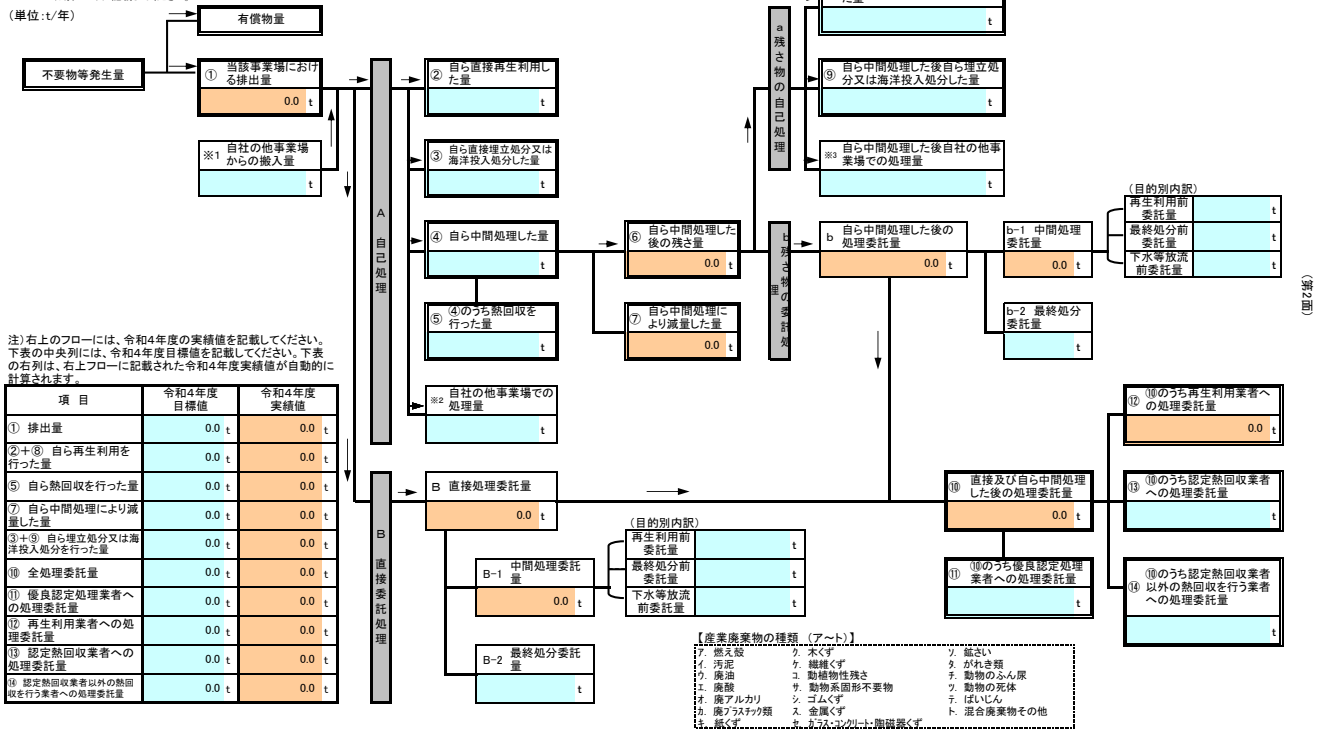 (単位:t/年)
有償物量
不要物等発生量
① 当該事業場におけ
る排出量
0.0 t
※1 自社の他事業場
からの搬入量
t
A
自
己
処
理
② 自ら直接再生利用し
た量
t
③ 自ら直接埋立処分又は
海洋投入処分した量
t
④ 自ら中間処理した量
t
⑤ ④のうち熱回収を
行った量
t
※2 自社の他事業場での
処理量
t
⑥ 自ら中間処理した
後の残さ量
0.0 t
⑦ 自ら中間処理に
より減量した量
0.0 t
a
残
さ
物
の
自
己
処
理
た量
t
⑨ 自ら中間処理した後自ら埋立処
分又は海洋投入処分した量
t
※3 自ら中間処理した後自社の他事
業場での処理量
t
b
残さ物の委託処理
b 自ら中間処理した後の
処理委託量
0.0 t
b-1 中間処理
委託量
0.0 t
b-2 最終処分
委託量
t
(目的別内訳)
再生利用前
委託量 t
最終処分前
委託量 t
下水等放流
前委託量 t
(第2面)
注)右上のフローには、令和4年度の実績値を記載してください。
下表の中央列には、令和4年度目標値を記載してください。下表
の右列は、右上フローに記載された令和4年度実績値が自動的に
計算されます。
項 目 令和4年度
目標値 令和4年度
実績値
① 排出量 0.0 t 0.0 t
②+⑧ 自ら再生利用を
行った量 0.0 t 0.0 t
⑤ 自ら熱回収を行った量 0.0 t 0.0 t
⑦ 自ら中間処理により減
量した量 0.0 t 0.0 t
③+⑨ 自ら埋立処分又は海
洋投入処分を行った量 0.0 t 0.0 t
⑩ 全処理委託量 0.0 t 0.0 t
⑪ 優良認定処理業者へ
の処理委託量 0.0 t 0.0 t
⑫ 再生利用業者への処
理委託量 0.0 t 0.0 t
⑬ 認定熱回収業者への
処理委託量 0.0 t 0.0 t
⑭ 認定熱回収業者以外の熱回
収を行う業者への処理委託量 0.0 t 0.0 t
B
直
接
委
託
処
理
B 直接処理委託量
0.0 t
B-1 中間処理委託
量
0.0 t
B-2 最終処分委託
量
t
(目的別内訳)
再生利用前
委託量 t
最終処分前
委託量 t
下水等放流
前委託量 t
⑩ 直接及び自ら中間処理
した後の処理委託量
0.0 t
⑪ ⑩のうち優良認定処理
業者への処理委託量
t
⑫ ⑩のうち再生利用業者へ
の処理委託量
0.0 t
⑬ ⑩のうち認定熱回収業者
への処理委託量
t
⑭ ⑩のうち認定熱回収業者
以外の熱回収を行う業者
への処理委託量
t
【産業廃棄物の種類 (ア~ト)】
ア. 燃え殻 ク. 木くず ソ. 鉱さい
イ. 汚泥 ケ. 繊維くず タ. がれき類
ウ. 廃油 コ. 動植物性残さ チ. 動物のふん尿
エ. 廃酸 サ. 動物系固形不要物 ツ. 動物の死体
オ. 廃アルカリ シ. ゴムくず テ. ばいじん
カ. 廃プラスチック類 ス. 金属くず ト. 混合廃棄物その他
キ. 紙くず セ. ガラス・コンクリート・陶磁器くず